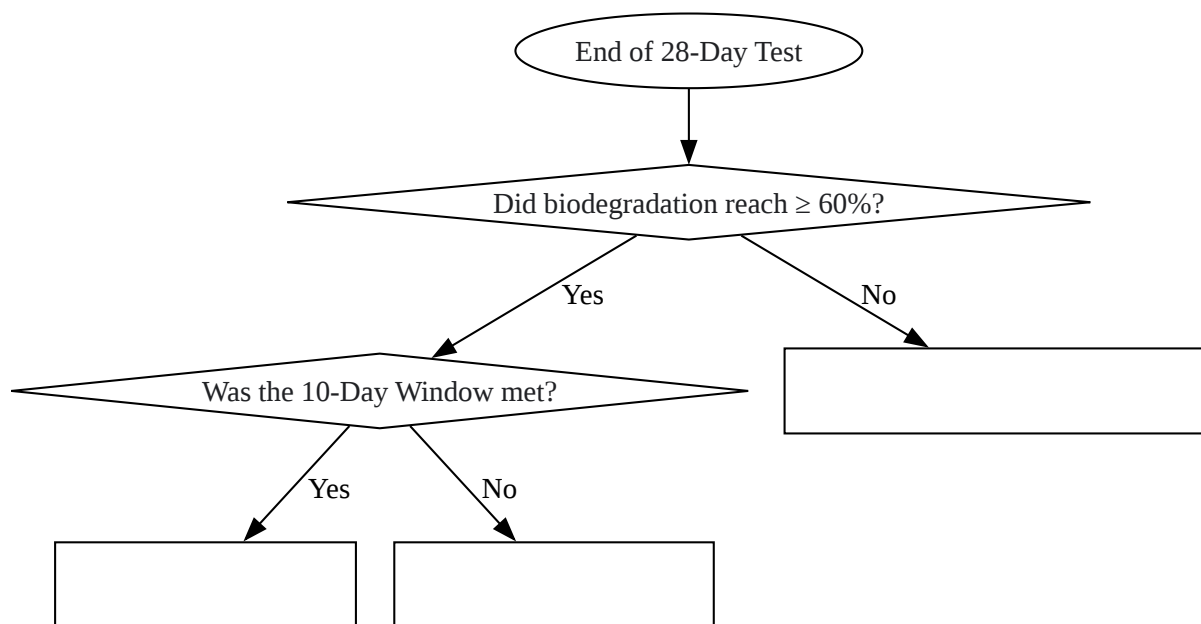 End of 28-Day Test
Did biodegradation reach ≥ 60%?
Yes
No
Was the 10-Day Window met?
Yes
No